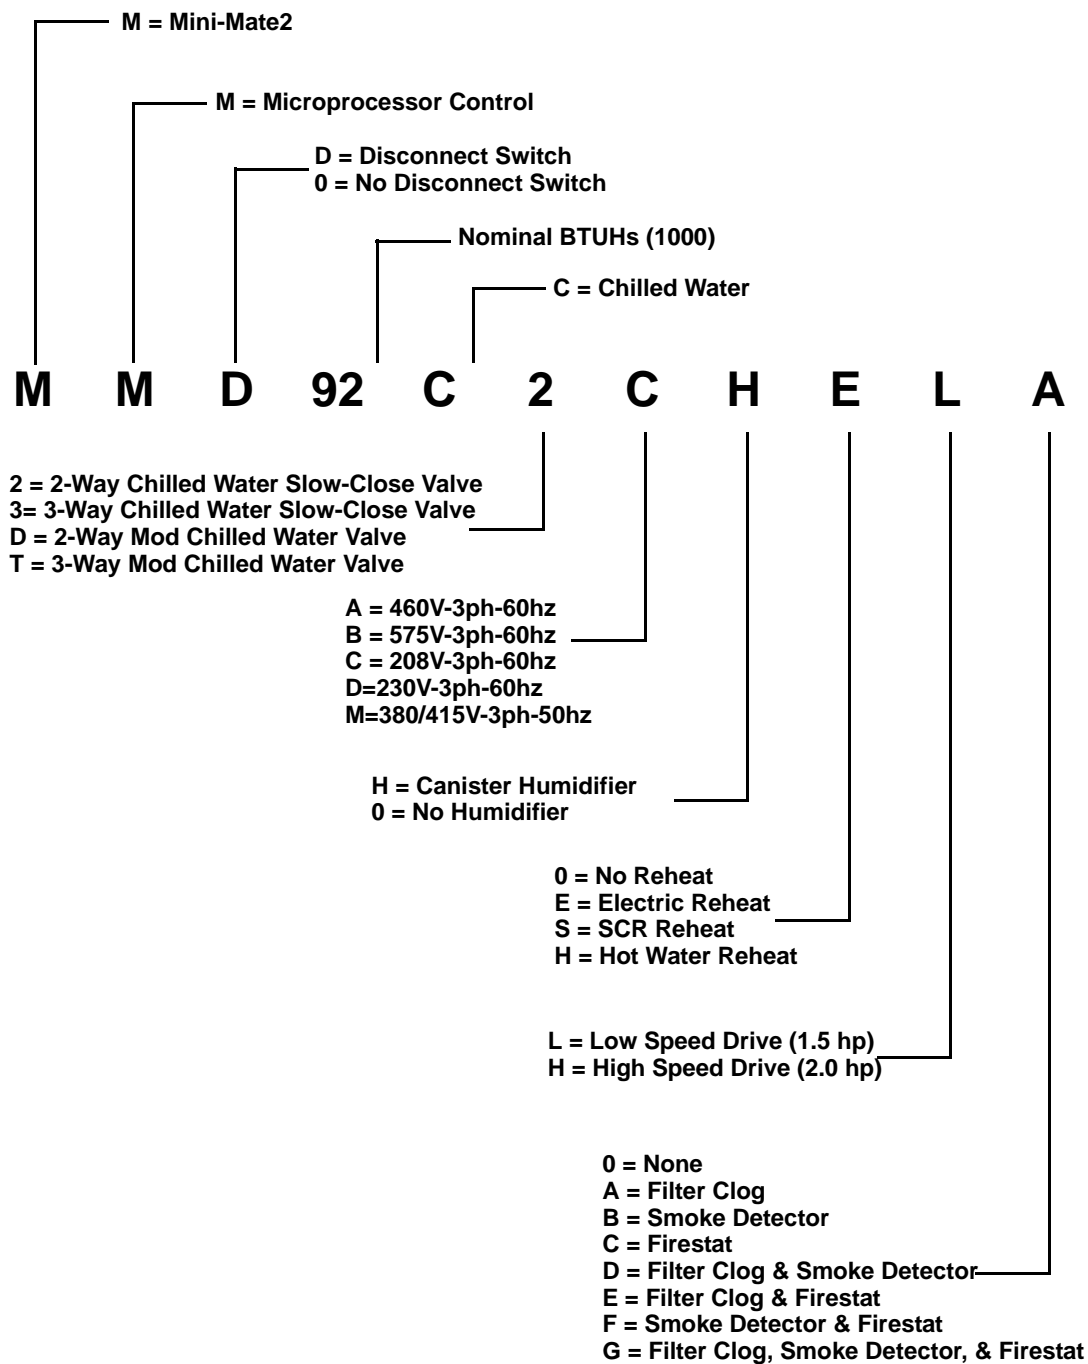 M = Mini-Mate2
M = Microprocessor Control
D = Disconnect Switch
0 = No Disconnect Switch
Nominal BTUHs (1000)
C = Chilled Water
M M D 92 C 2 C H E L A
2 = 2-Way Chilled Water Slow-Close Valve
3= 3-Way Chilled Water Slow-Close Valve
D = 2-Way Mod Chilled Water Valve
T = 3-Way Mod Chilled Water Valve
A = 460V-3ph-60hz
B = 575V-3ph-60hz
C = 208V-3ph-60hz
D=230V-3ph-60hz
M=380/415V-3ph-50hz
H = Canister Humidifier
0 = No Humidifier
0 = No Reheat
E = Electric Reheat
S = SCR Reheat
H = Hot Water Reheat
L = Low Speed Drive (1.5 hp)
H = High Speed Drive (2.0 hp)
0 = None
A = Filter Clog
B = Smoke Detector
C = Firestat
D = Filter Clog & Smoke Detector
E = Filter Clog & Firestat
F = Smoke Detector & Firestat
G = Filter Clog, Smoke Detector, & Firestat